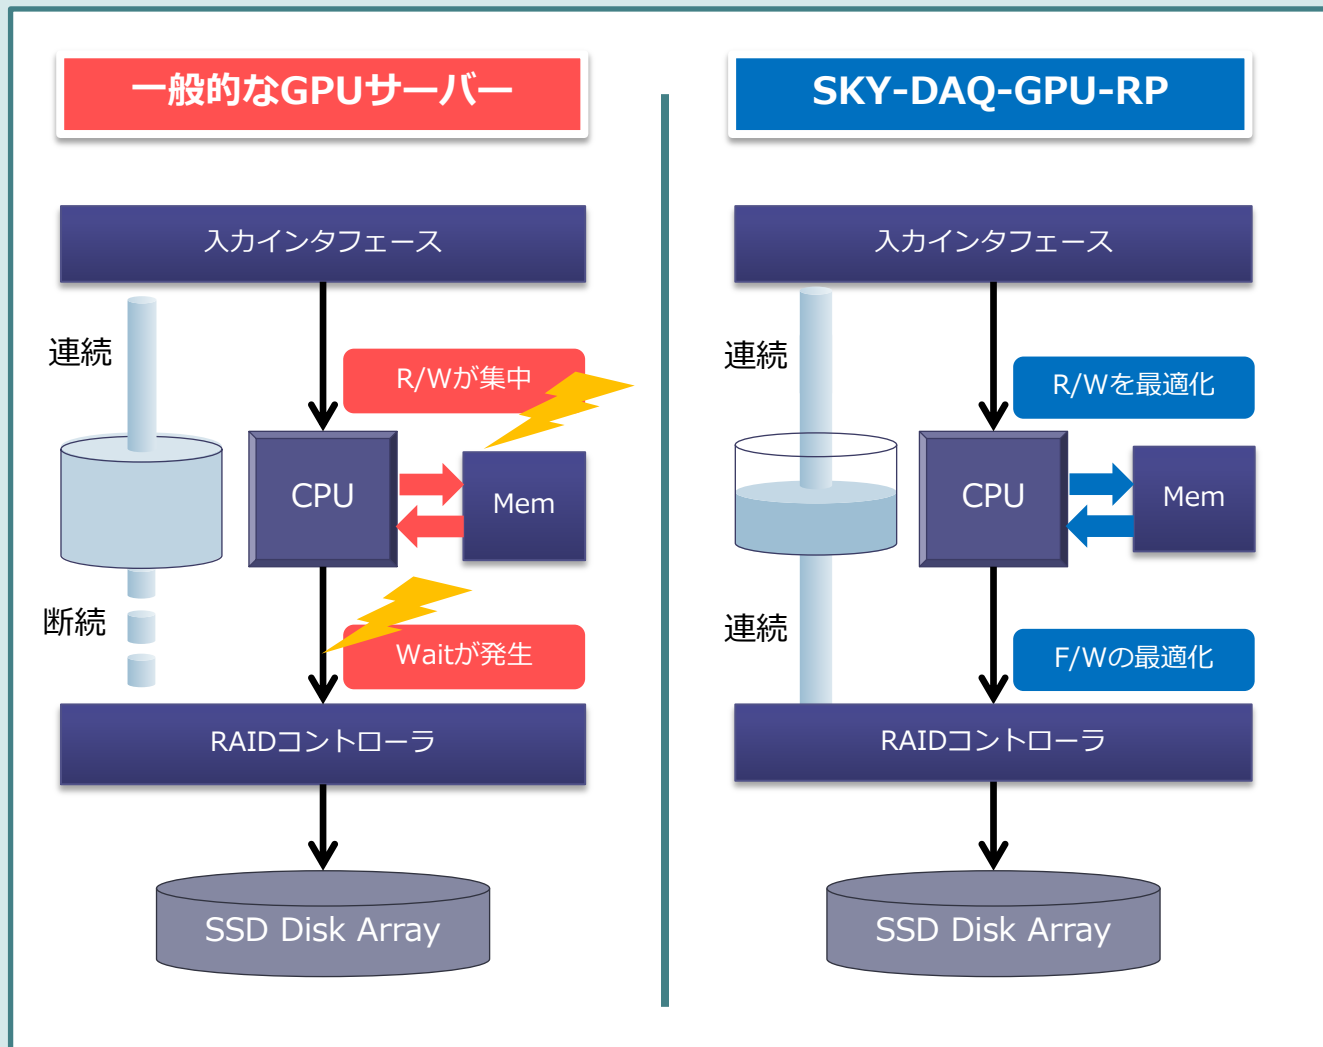 一般的なGPUサーバー
入力インタフェース
連続
R/Wが集中
CPU
Mem
断続
Waitが発生
RAIDコントローラ
SSD Disk Array
SKY-DAQ-GPU-RP
入力インタフェース
連続
R/Wを最適化
CPU
Mem
連続
F/Wの最適化
RAIDコントローラ
SSD Disk Array